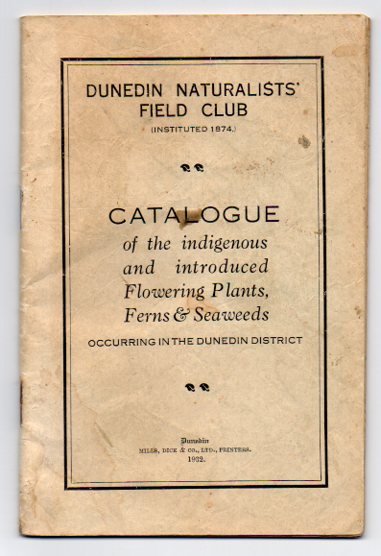 DUNEDIN NATURALISTS'
FIELD CLUB
(INSTITUTED 1874.)
CATALOGUE
of the indigenous
and introduced
Flowering Plants,
Ferns & Seaweeds
OCCURRING IN THE DUNEDIN DISTRICT
Dunedin
MILLS, DICK & CO., LTD., PRINTERS.
1932.